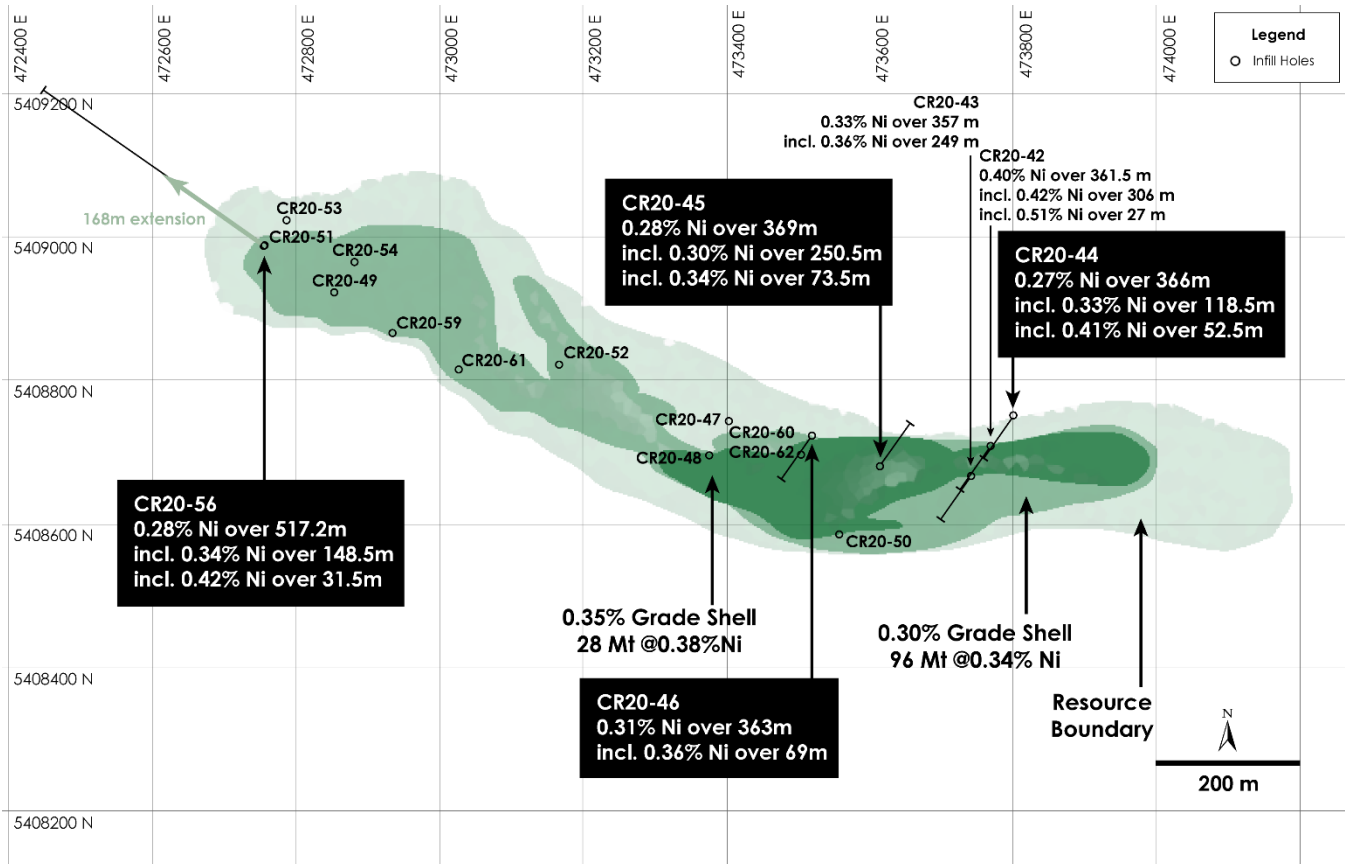 472400 E
472600 E
472800 E
473000 E
473200 E
473400 E
473600 E
473800 E
474000 E
Legend
Infill Holes
5409200 N
CR20-43
0.33% Ni over 357 m
incl. 0.36% Ni over 249 m
CR20-42
0.40% Ni over 361.5 m
incl. 0.42% Ni over 306 m
incl. 0.51% Ni over 27 m
CR20-45
0.28% Ni over 369m
incl. 0.30% Ni over 250.5m
incl. 0.34% Ni over 73.5m
CR20-44
0.27% Ni over 366m
incl. 0.33% Ni over 118.5m
incl. 0.41% Ni over 52.5m
168m extension
CR20-53
CR20-51
5409000 N
CR20-54
CR20-49
CR20-59
CR20-61
CR20-52
5408800 N
CR20-47
CR20-60
CR20-48
CR20-62
CR20-56
0.28% Ni over 517.2m
incl. 0.34% Ni over 148.5m
incl. 0.42% Ni over 31.5m
5408600 N
CR20-50
0.35% Grade Shell
28 Mt @0.38%Ni
0.30% Grade Shell
96 Mt @0.34% Ni
5408400 N
CR20-46
0.31% Ni over 363m
incl. 0.36% Ni over 69m
Resource
Boundary
N
200 m
5408200 N